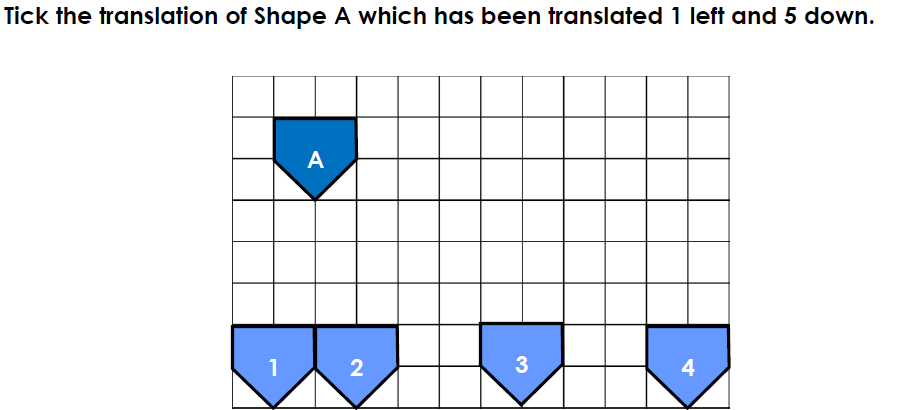 Tick the translation of Shape A which has been translated 1 left and 5 down.
A
1 2 3 4